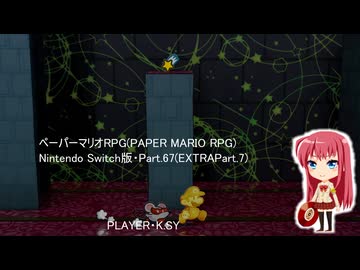 ペーパーマリオRPG(PAPER MARIO RPG)
Nintendo Switch版・Part.67(EXTRAPart.7)
PLAYER・K.SY